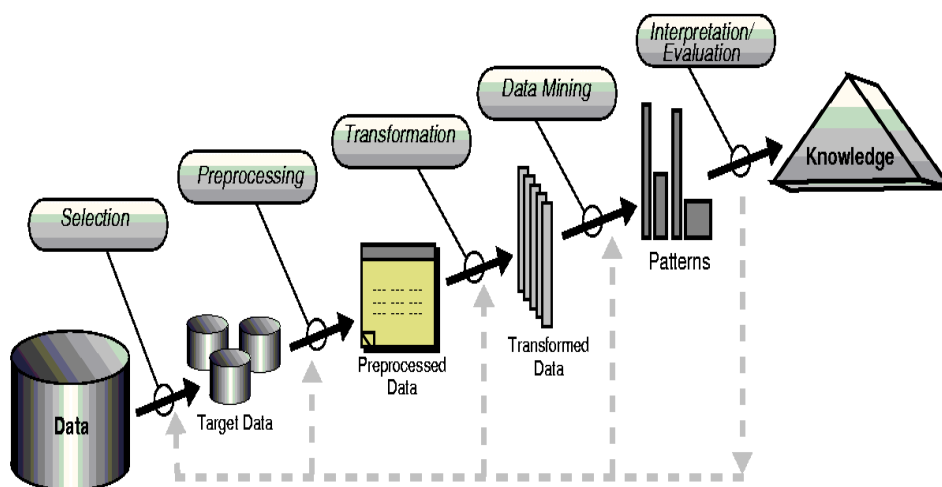 Interpretation/
Evaluation
Data Mining
Transformation
Preprocessing
Selection
Knowledge
Patterns
Transformed
Data
Preprocessed
Data
Target Data
Data